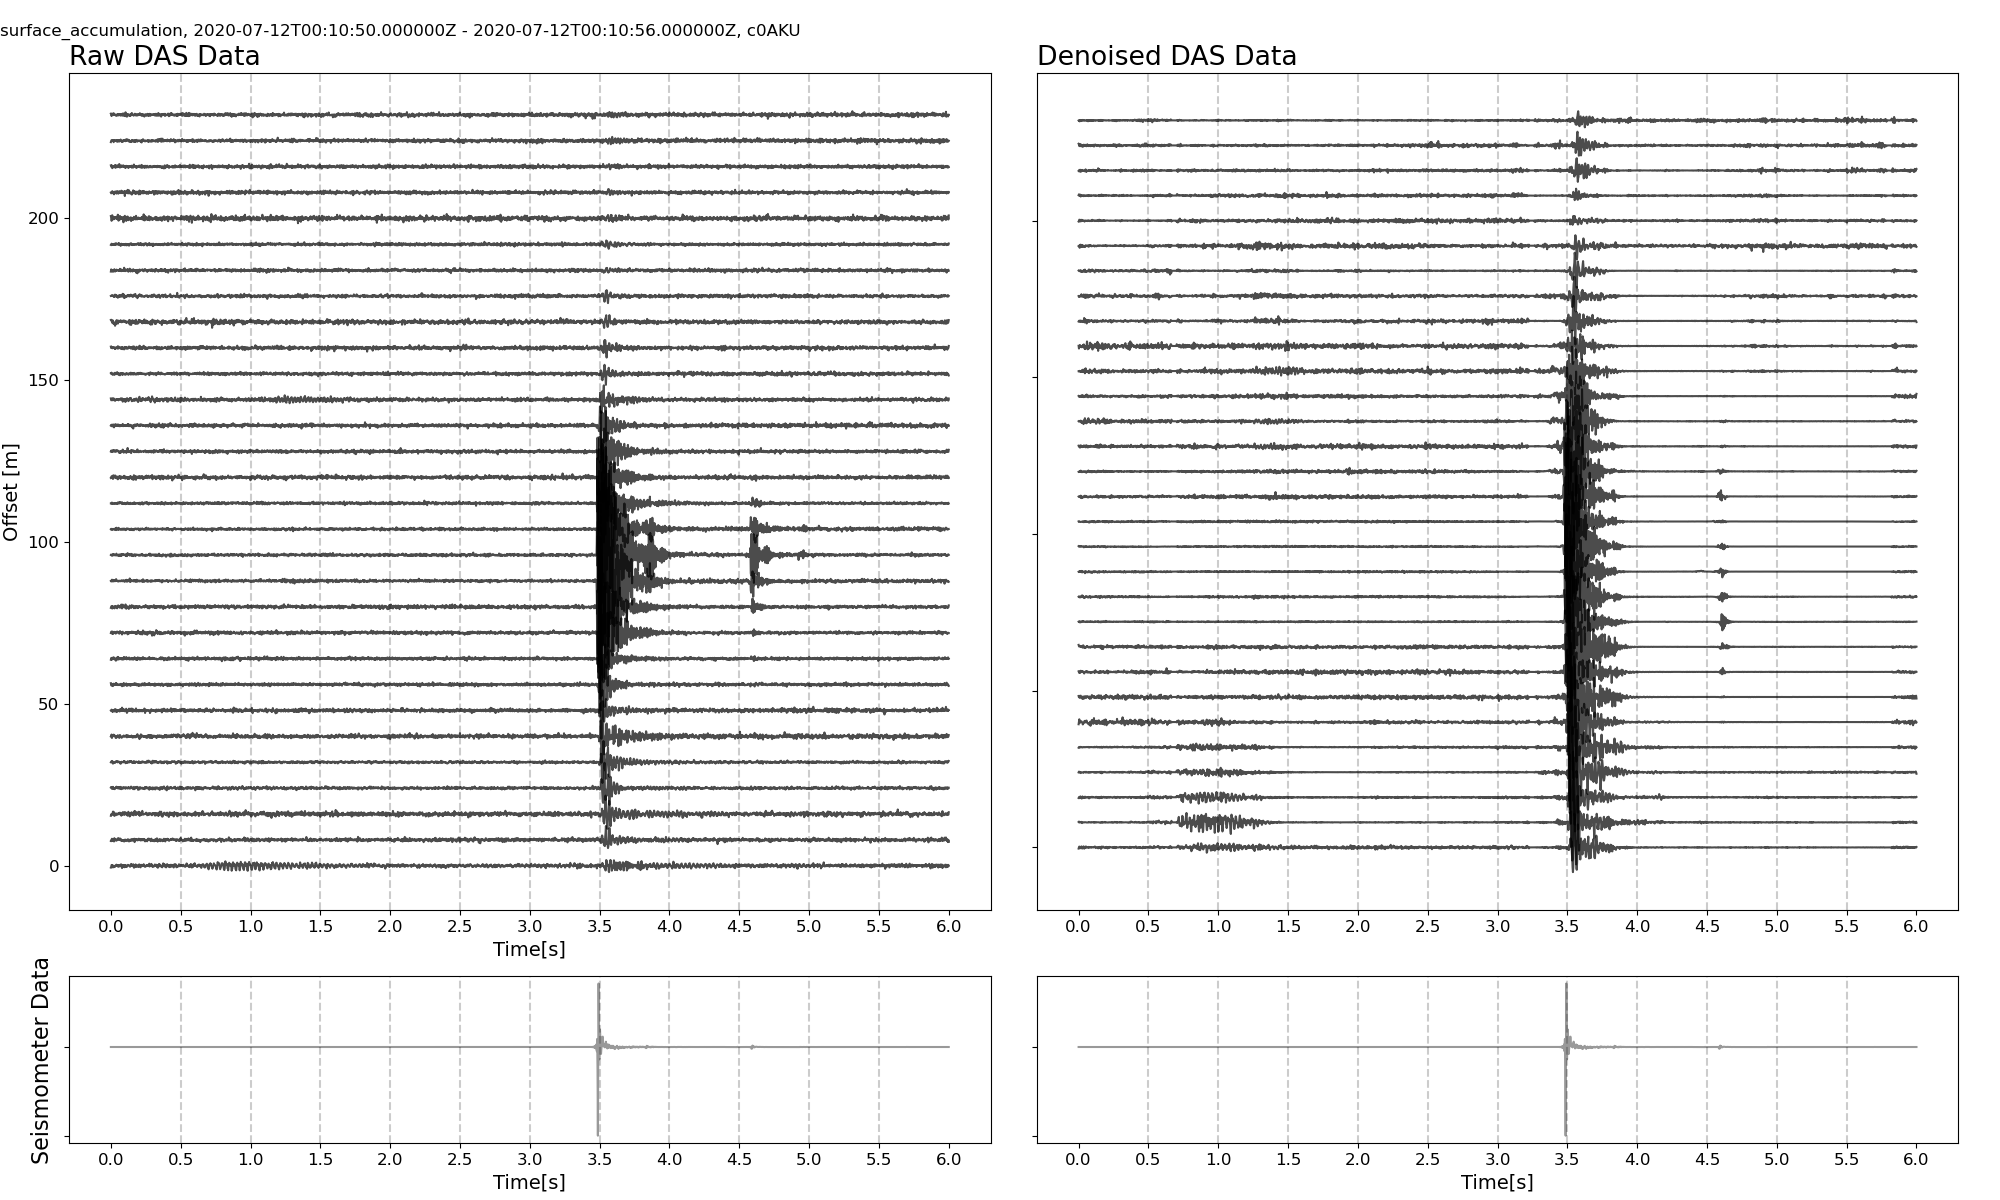 surface_accumulation, 2020-07-12T00:10:50.000000Z - 2020-07-12T00:10:56.000000Z, c0AKU
Raw DAS Data
Denoised DAS Data
Offset [m]
200
150
100
50
0
0.0 0.5 1.0 1.5 2.0 2.5 3.0 3.5 4.0 4.5 5.0 5.5 6.0
Time[s]
0.0 0.5 1.0 1.5 2.0 2.5 3.0 3.5 4.0 4.5 5.0 5.5 6.0
Seismometer Data
0.0 0.5 1.0 1.5 2.0 2.5 3.0 3.5 4.0 4.5 5.0 5.5 6.0
Time[s]
0.0 0.5 1.0 1.5 2.0 2.5 3.0 3.5 4.0 4.5 5.0 5.5 6.0
Time[s]